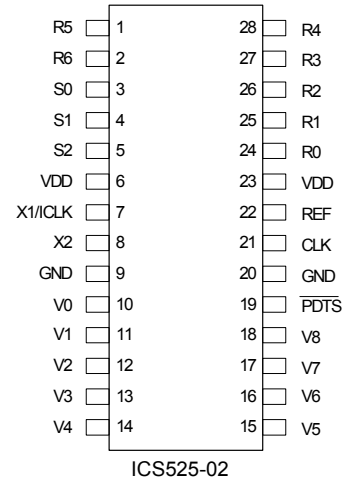 R5 1 28 R4
R6 2 27 R3
S0 3 26 R2
S1 4 25 R1
S2 5 24 R0
VDD 6 23 VDD
X1/ICLK 7 22 REF
X2 8 21 CLK
GND 9 20 GND
V0 10 19 PDTS
V1 11 18 V8
V2 12 17 V7
V3 13 16 V6
V4 14 15 V5
ICS525-02